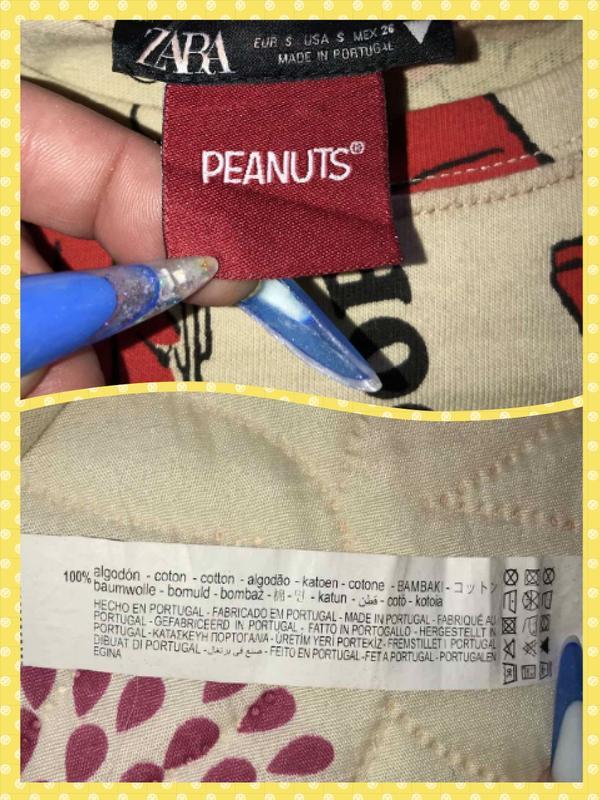 ZARA
EUR S USA S MEX 26
MADE IN PORTUGAL
PEANUTS®
100% algodón - coton - cotton - algodão - katoen - cotone - BAMBAKI - コットン
baumwolle - bomuld - bombaž - 棉 - 면 - katun - قطن - cotó - kotoia
HECHO EN PORTUGAL - FABRICADO EM PORTUGAL - MADE IN PORTUGAL - FABRIQUÉ AU
PORTUGAL - GEFABRICEERD IN PORTUGAL - FATTO IN PORTOGALLO - HERGESTELLT IN
PORTUGAL - ΚΑΤΑΣΚΕΥΗ ΠΟΡΤΟΓΑΛΙΑ - ÜRETİM YERİ PORTEKİZ - FREMSTILLET I PORTUGAL
DIBUAT DI PORTUGAL - صنع في برتغال - FEITO EN PORTUGAL - FET A PORTUGAL - PORTUGALEN
EGINA